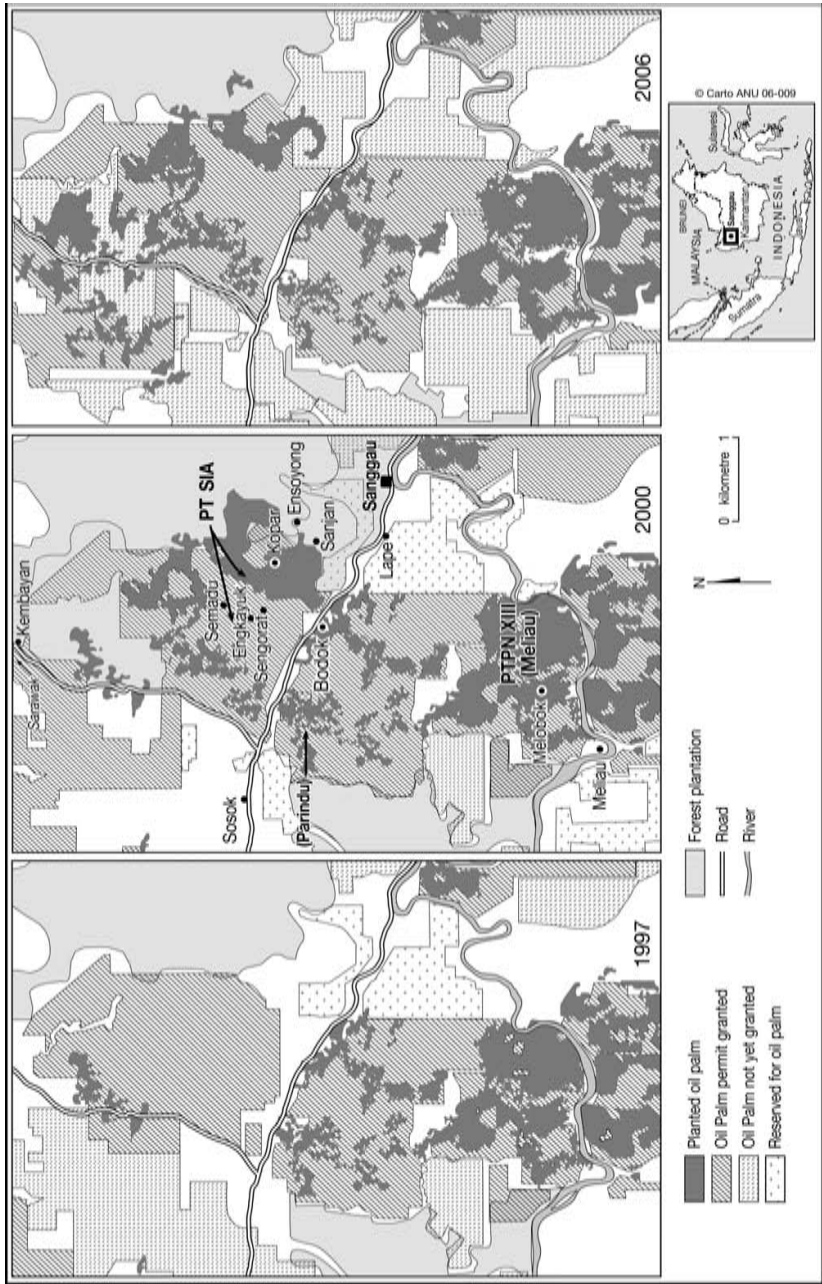 1997
Sarawak
Kembayan
PT SIA
Semadu
Engkayuk
Sengorat
Kopar
Ensoyong
Sanjan
Sosok
Bodok
(Parindu)
Sanggau
Lape
PTPN XIII
(Meliau)
Melobok
Meliau
2000
2006
Planted oil palm
Oil Palm permit granted
Oil Palm not yet granted
Reserved for oil palm
Forest plantation
Road
River
N
0 kilometre 1
© Carto ANU 06-009
BRUNEI
MALAYSIA
Sanggau
Kalimantan
Sulawesi
Sumatra
INDONESIA